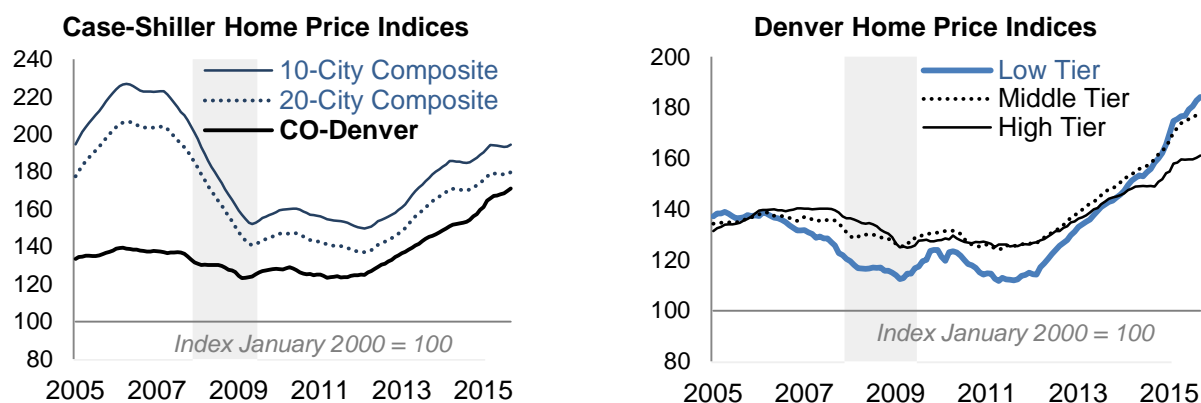 Case-Shiller Home Price Indices
240
220
200
180
160
140
120
100
80
10-City Composite
20-City Composite
CO-Denver
Index January 2000 = 100
2005 2007 2009 2011 2013 2015
Denver Home Price Indices
200
180
160
140
120
100
80
Low Tier
Middle Tier
High Tier
Index January 2000 = 100
2005 2007 2009 2011 2013 2015